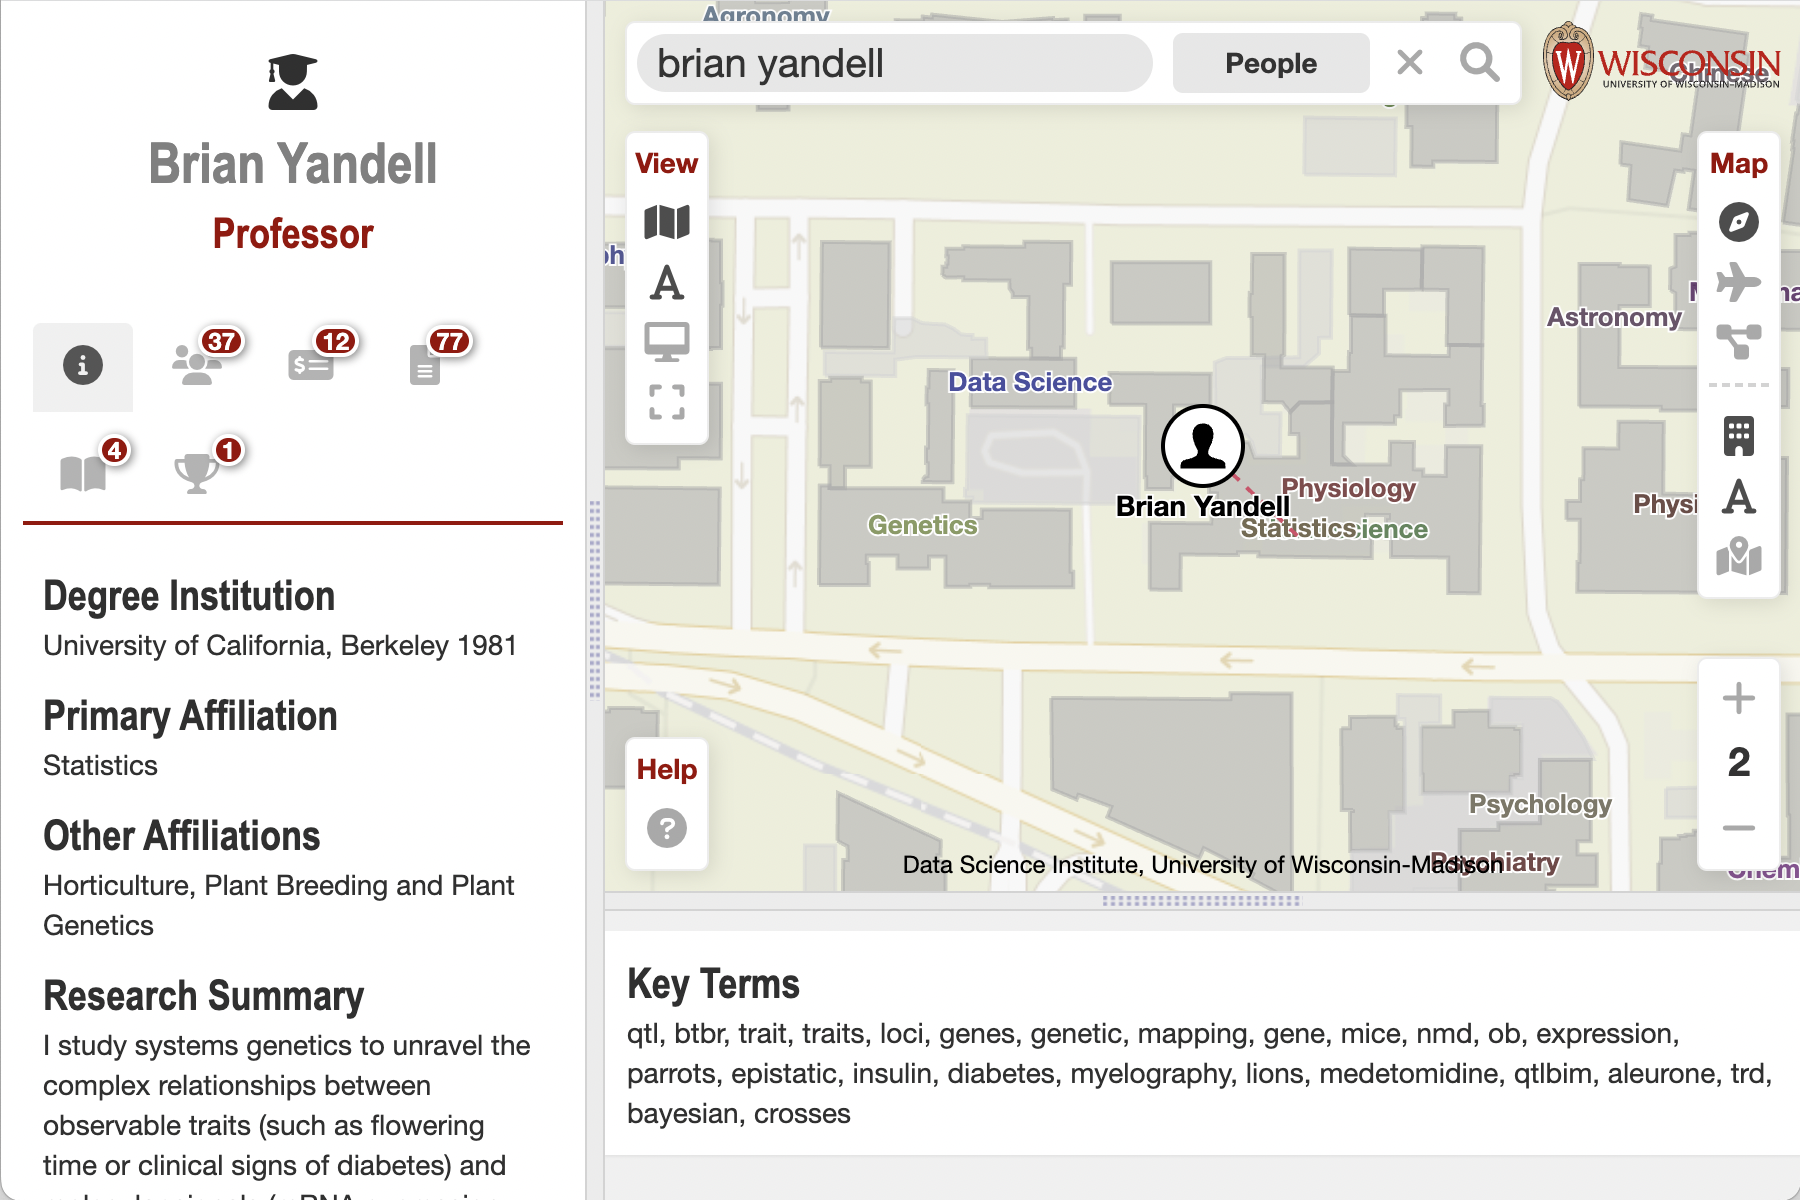 Brian Yandell
Professor
37
12
77
4
1
Degree Institution
University of California, Berkeley 1981
Primary Affiliation
Statistics
Other Affiliations
Horticulture, Plant Breeding and Plant
Genetics
Research Summary
I study systems genetics to unravel the
complex relationships between
observable traits (such as flowering
time or clinical signs of diabetes) and
Agronomy
brian yandell
People
W
WISCONSIN
UNIVERSITY OF WISCONSIN-MADISON
Chinese
View
A
Map
Astronomy
Data Science
Physiology
Brian Yandell
Statistics
Genetics
A
Help
?
2
Psychology
Psychiatry
Data Science Institute, University of Wisconsin-Madison
Key Terms
qtl, btbr, trait, traits, loci, genes, genetic, mapping, gene, mice, nmd, ob, expression,
parrots, epistatic, insulin, diabetes, myelography, lions, medetomidine, qtlbim, aleurone, trd,
bayesian, crosses